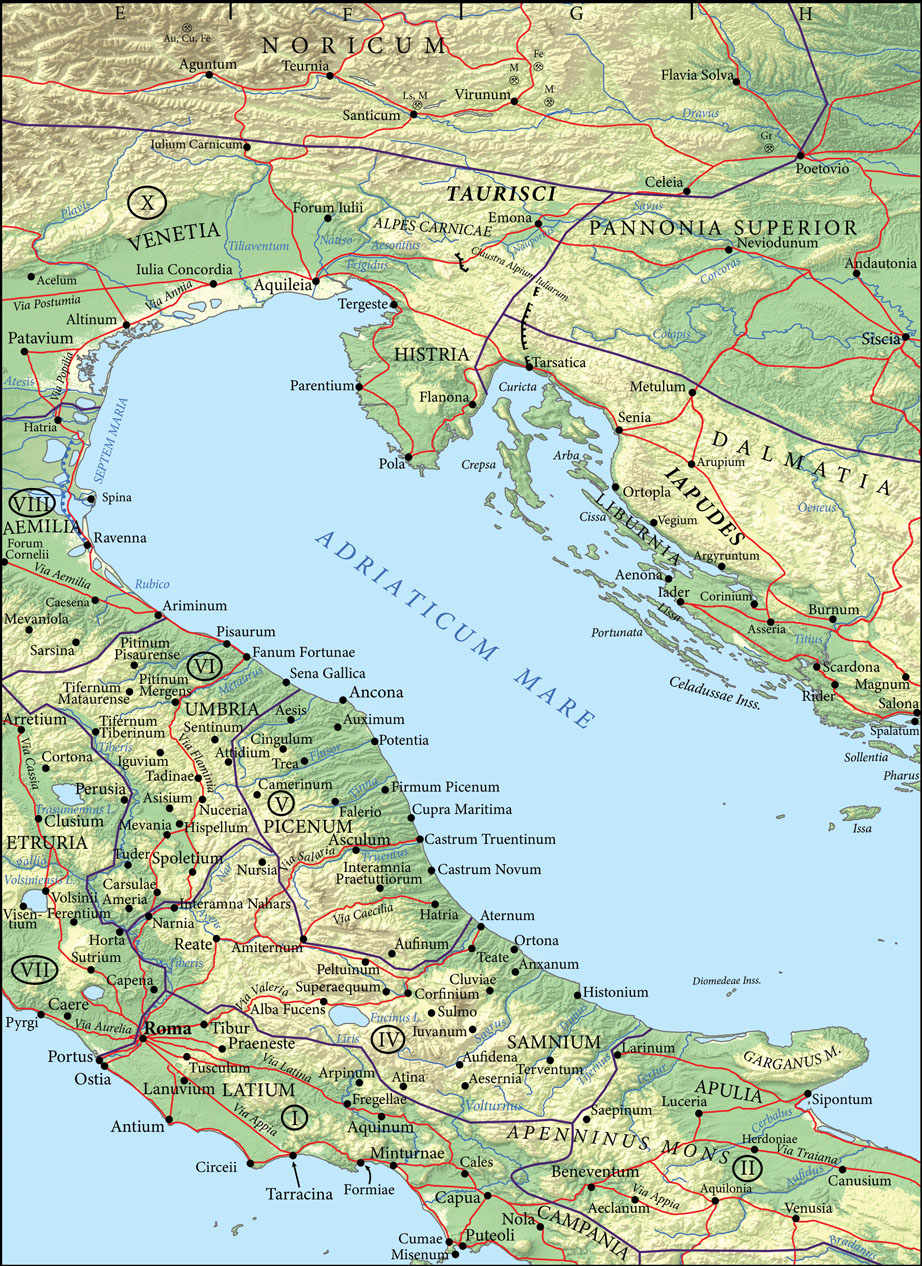 E
F
G
H
Au, Cu, Fe
NORICUM
Aguntum
Teurnia
Fe
M
Flavia Solva
Ls, M
Virunum
M
Santicum
Dravus
Gr
Iulium Carnicum
Poetovio
TAURISCI
Celeia
X
Plavis
Forum Iulii
Savus
Emona
ALPES CARNICAE
PANNONIA SUPERIOR
VENETIA
Tiliaventum
Natiso
Aesontius
Nauportus
Neviodunum
Frigidus
Claustra Alpium Iuliarum
Corcoras
Andautonia
Acelum
Iulia Concordia
Aquileia
Via Postumia
Via Annia
Tergeste
Altinum
Patavium
Colapis
Siscia
HISTRIA
Tarsatica
Via Popilia
Atesis
Parentium
Curicta
Metulum
Flanona
Hatria
SEPTEM MARIA
Senia
DALMATIA
Pola
Crepsa
Arba
Arupium
IAPUDES
VIII
Spina
Ortopla
Oeneus
AEMILIA
Cissa
LIBURNIA
Vegium
Ravenna
Forum
Cornelii
ADRIATICUM MARE
Argyruntum
Via Aemilia
Rubico
Aenona
Caesena
Iader
Corinium
Ariminum
Burnum
Mevaniola
Asseria
Portunata
Lissa
Titius
Pisaurum
Sarsina
Pitinum
Pisaurense
Fanum Fortunae
VI
Scardona
Sena Gallica
Pitinum
Mergens
Metaurus
Tifernum
Mataurense
Celadussae Inss.
Rider
Magnum
Ancona
UMBRIA
Aesis
Salona
Arretium
Tifernum
Tiberinum
Sentinum
Auximum
Spalatum
Cingulum
Potentia
Tiberis
Via Flaminia
Attidium
Flusor
Via Cassia
Cortona
Iguvium
Trea
Sollentia
Tadinae
Pharus
Perusia
Camerinum
Tinna
Firmum Picenum
Asisium
V
Trasumennus L.
Nuceria
Falerio
Cupra Maritima
Clusium
Mevania
Hispellum
PICENUM
Issa
ETRURIA
Asculum
Castrum Truentinum
Tuder
Spoletium
Via Salaria
Truentus
Nursia
Interamnia
Praetuttiorum
Castrum Novum
Volsiniensis L.
Carsulae
Nar
Volsinii
Ameria
Interamna Nahars
Visen-
tium
Ferentium
Narnia
Avens
Via Caecilia
Hatria
Aternum
Horta
Reate
Amiternum
Aufinum
Ortona
Sutrium
Teate
VII
Tiberis
Peltuinum
Anxanum
Capena
Cluviae
Diomedeae Inss.
Via Valeria
Superaequum
Corfinium
Histonium
Caere
Alba Fucens
Sulmo
Pyrgi
Via Aurelia
Roma
Tibur
Fucinus L.
Iuvanum
Sagrus
Trinius
Liris
IV
SAMNIUM
Praeneste
Larinum
Portus
Tusculum
Via Latina
Aufidena
Terventum
Tifernus
GARGANUS M.
Ostia
Arpinum
Atina
Aesernia
Fertur
APULIA
Lanuvium
LATIUM
Sipontum
Via Appia
Fregellae
Volturnus
Luceria
Saepinum
Antium
I
Aquinum
Cerbalus
APENNINUS MONS
Herdoniae
Via Traiana
Minturnae
Circeii
Cales
II
Beneventum
Aufidus
Canusium
Tarracina
Formiae
Capua
Aeclanum
Via Appia
Aquilonia
Nola
CAMPANIA
Venusia
Cumae
Puteoli
Bradanus
Misenum